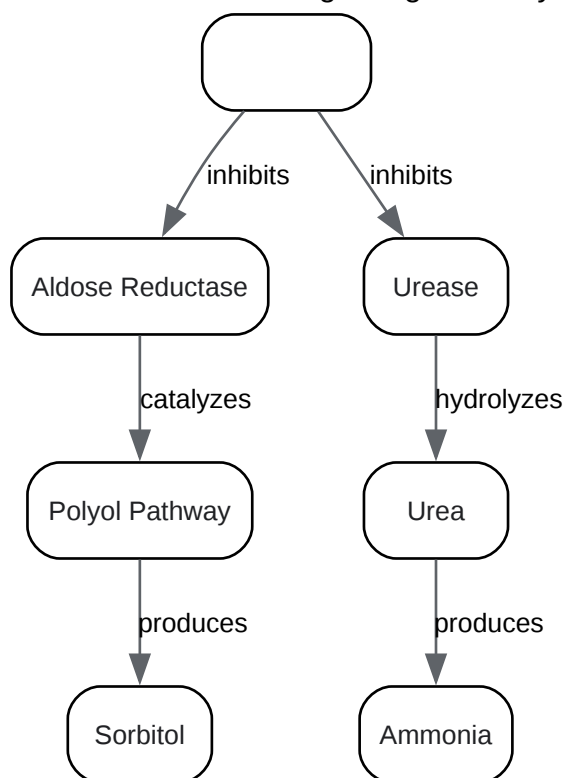 inhibits
inhibits
Aldose Reductase
Urease
catalyzes
hydrolyzes
Polyol Pathway
Urea
produces
produces
Sorbitol
Ammonia